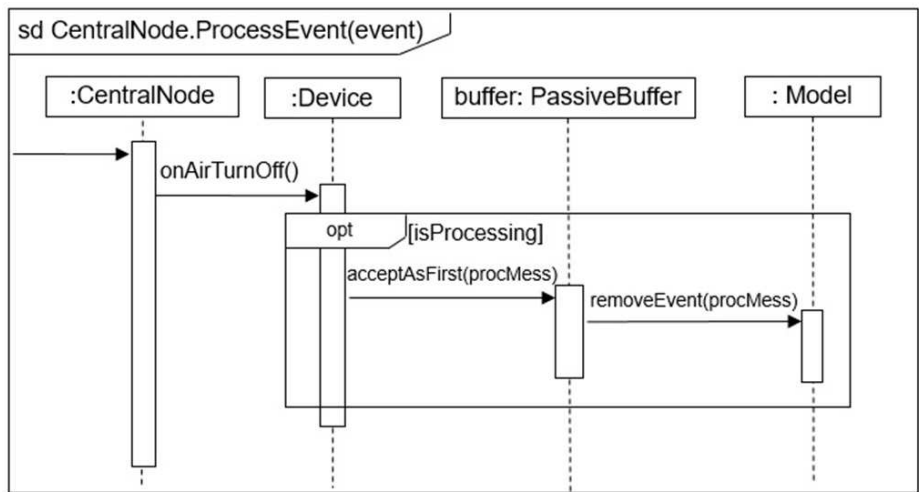 sd CentralNode.ProcessEvent(event)
:CentralNode
:Device
buffer: PassiveBuffer
: Model
onAirTurnOff()
opt
[isProcessing]
acceptAsFirst(procMess)
removeEvent(procMess)